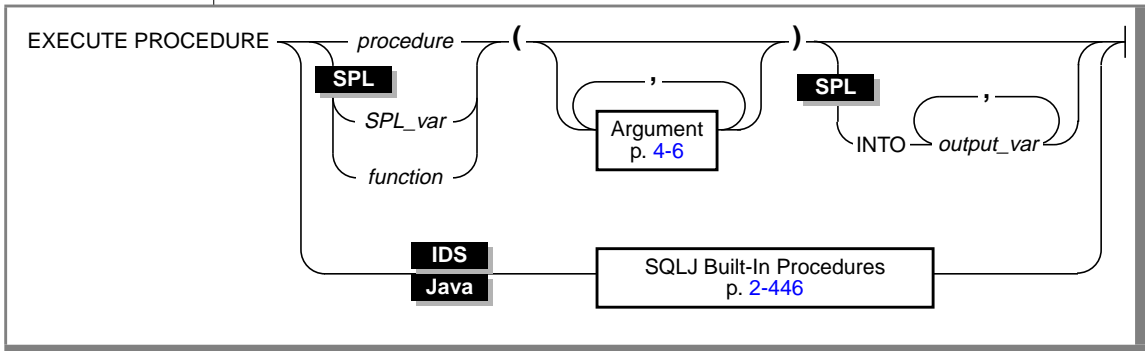 EXECUTE PROCEDURE procedure ( , ) SPL
SPL
SPL_var
function
Argument
p. 4-6
,
INTO output_var
IDS
Java
SQLJ Built-In Procedures
p. 2-446